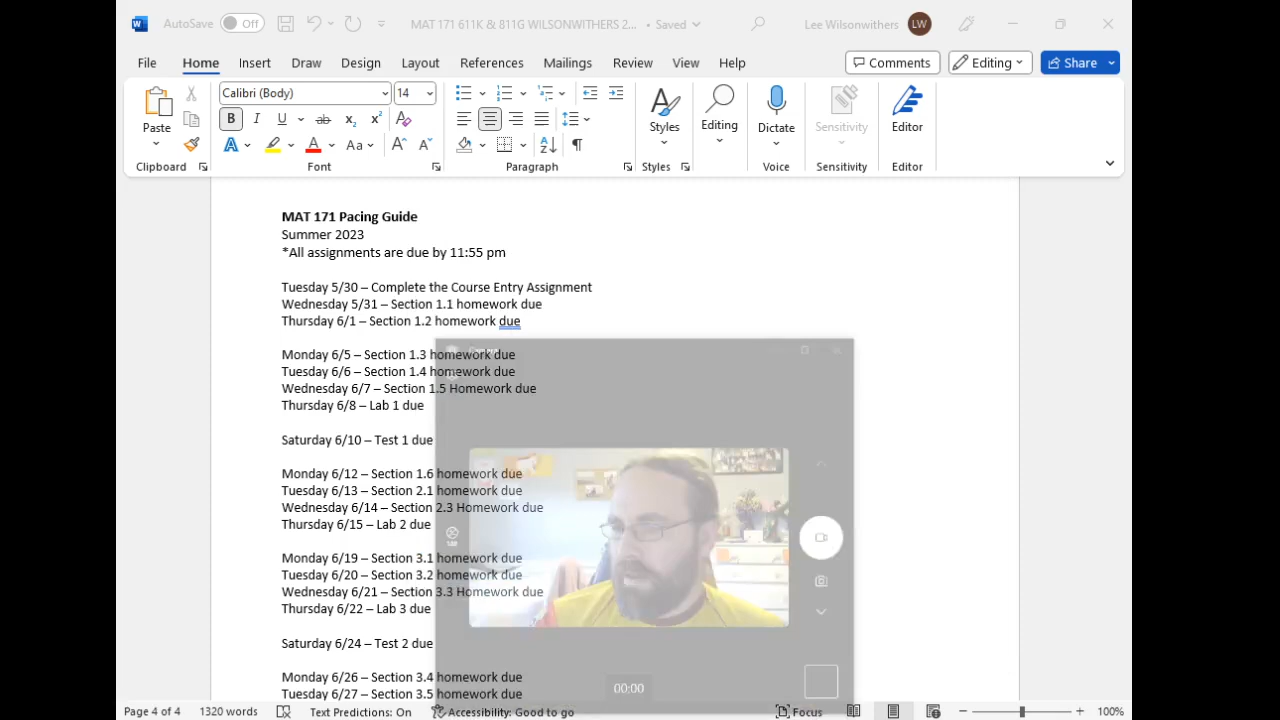 AutoSave Off MAT 171 611K & 811G WILSONWITHERS 2... • Saved Lee Wilsonwithers LW
File Home Insert Draw Design Layout References Mailings Review View Help Comments Editing Share
Calibri (Body) 14
Paste B I U ab x₂ x² A Aa A A Styles Editing Dictate Sensitivity Editor
Clipboard Font Paragraph Styles Voice Sensitivity Editor
MAT 171 Pacing Guide
Summer 2023
*All assignments are due by 11:55 pm
Tuesday 5/30 – Complete the Course Entry Assignment
Wednesday 5/31 – Section 1.1 homework due
Thursday 6/1 – Section 1.2 homework due
Monday 6/5 – Section 1.3 homework due
Tuesday 6/6 – Section 1.4 homework due
Wednesday 6/7 – Section 1.5 Homework due
Thursday 6/8 – Lab 1 due
Saturday 6/10 – Test 1 due
Monday 6/12 – Section 1.6 homework due
Tuesday 6/13 – Section 2.1 homework due
Wednesday 6/14 – Section 2.3 Homework due
Thursday 6/15 – Lab 2 due
Monday 6/19 – Section 3.1 homework due
Tuesday 6/20 – Section 3.2 homework due
Wednesday 6/21 – Section 3.3 Homework due
Thursday 6/22 – Lab 3 due
Saturday 6/24 – Test 2 due
Monday 6/26 – Section 3.4 homework due
Tuesday 6/27 – Section 3.5 homework due
00:00
Page 4 of 4 1320 words Text Predictions: On Accessibility: Good to go Focus 100%